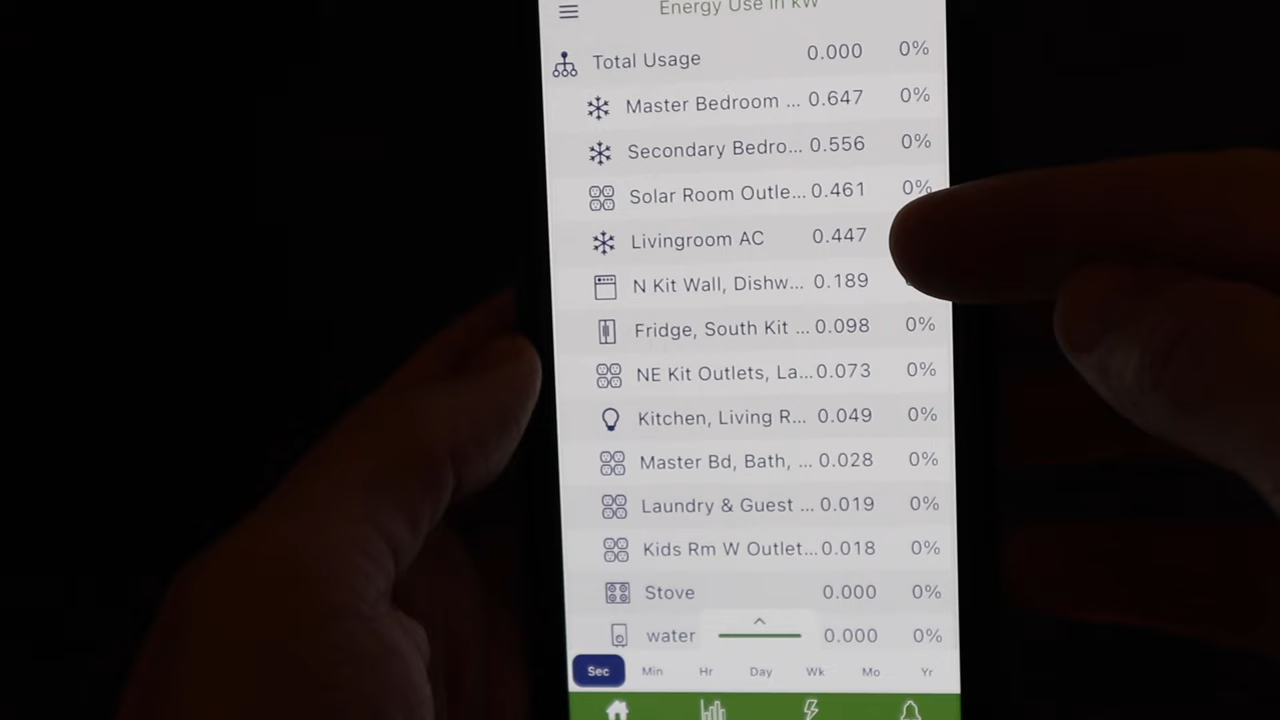 Energy Use in kW
Total Usage 0.000 0%
Master Bedroom ... 0.647 0%
Secondary Bedro... 0.556 0%
Solar Room Outle... 0.461 0%
Livingroom AC 0.447
N Kit Wall, Dishw... 0.189
Fridge, South Kit ... 0.098 0%
NE Kit Outlets, La... 0.073 0%
Kitchen, Living R... 0.049 0%
Master Bd, Bath, ... 0.028 0%
Laundry & Guest ... 0.019 0%
Kids Rm W Outlet... 0.018 0%
Stove 0.000 0%
water 0.000 0%
Sec Min Hr Day Wk Mo Yr